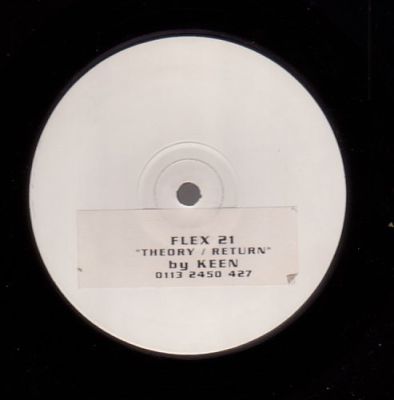 FLEX 21
"THEORY / RETURN"
by KEEN
0113 2450 427